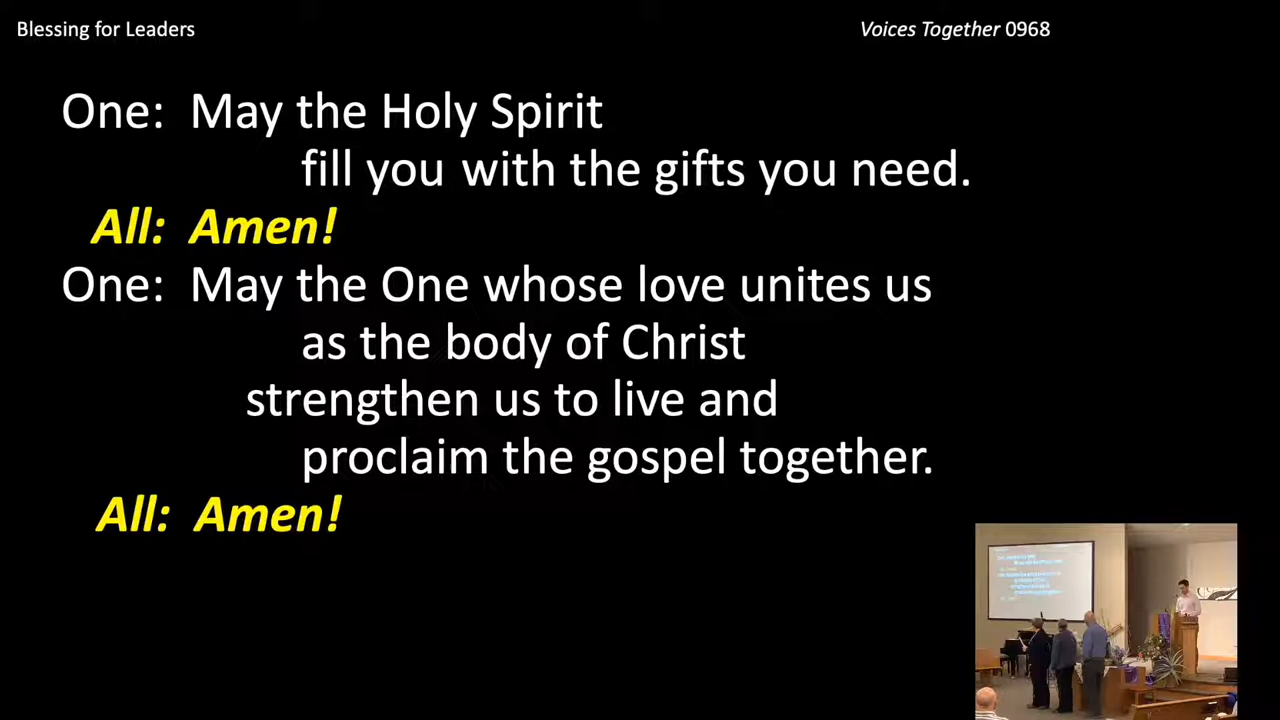 Blessing for Leaders
Voices Together 0968
One: May the Holy Spirit
fill you with the gifts you need.
All: Amen!
One: May the One whose love unites us
as the body of Christ
strengthen us to live and
proclaim the gospel together.
All: Amen!